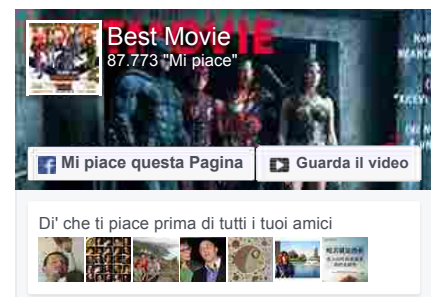 Best Movie
87.773 "Mi piace"
Mi piace questa Pagina
Guarda il video
Di' che ti piace prima di tutti i tuoi amici